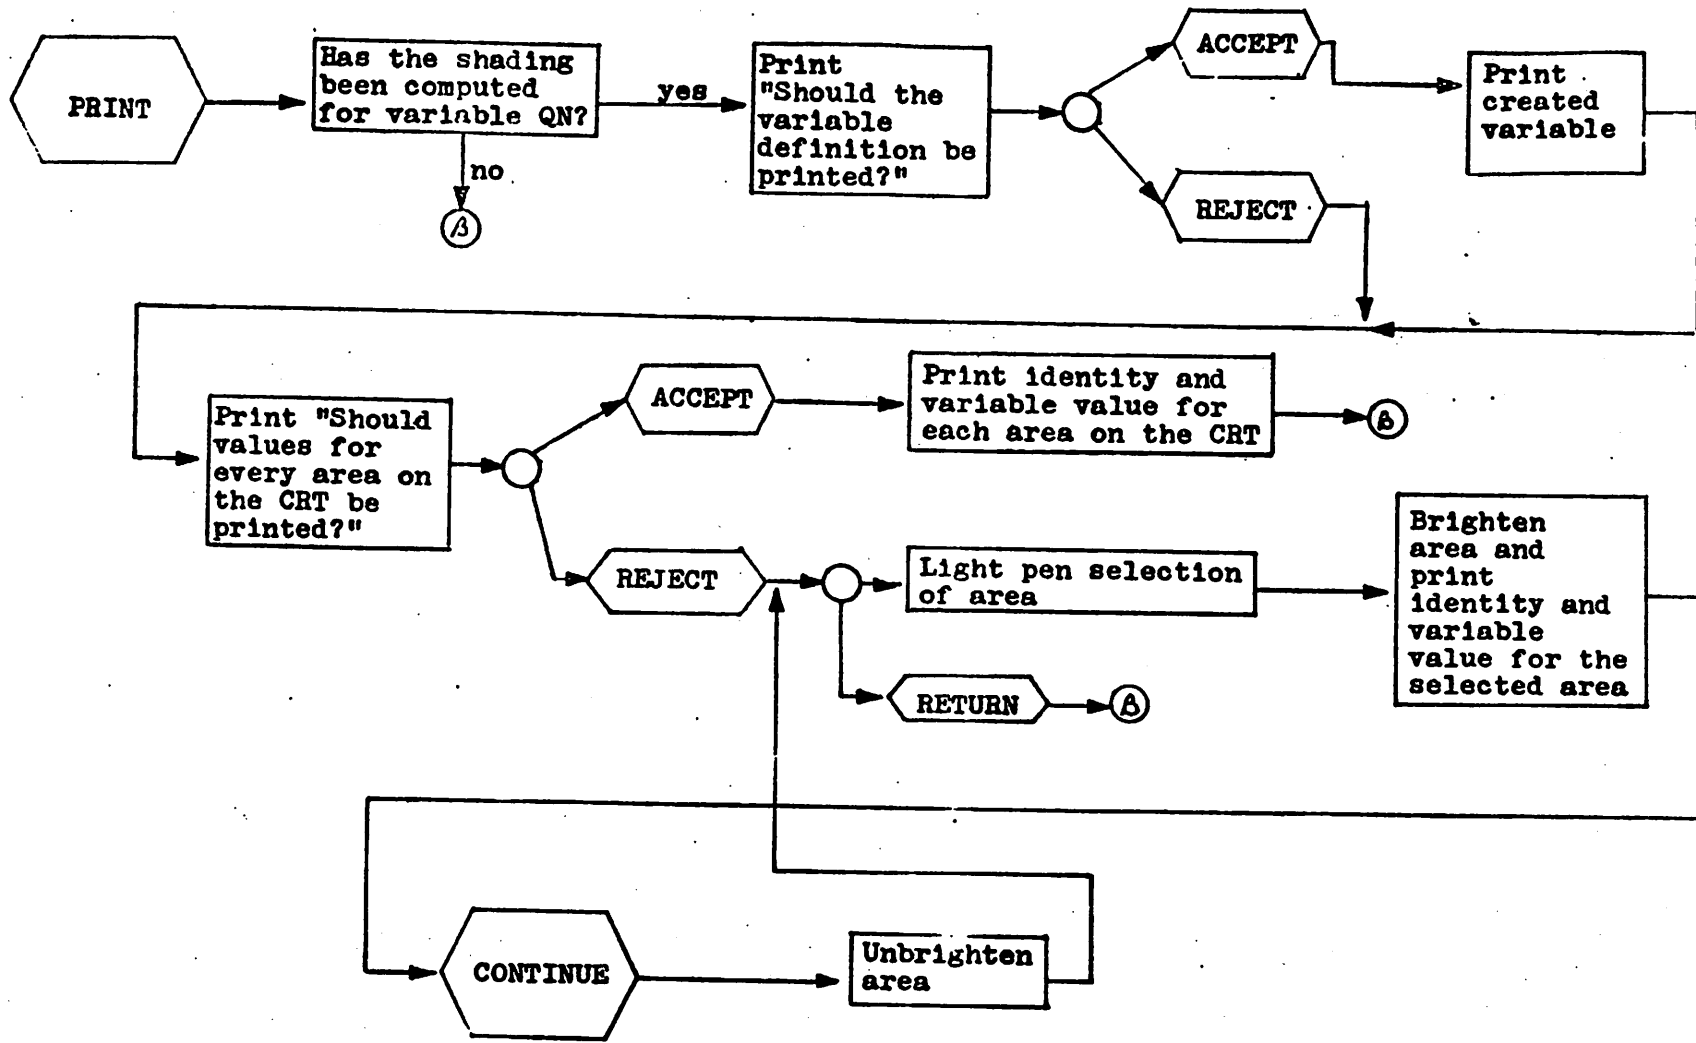 PRINT
Has the shading
been computed
for variable QN?
yes
no
β
Print
"Should the
variable
definition be
printed?"
ACCEPT
REJECT
Print
created
variable
Print "Should
values for
every area on
the CRT be
printed?"
ACCEPT
Print identity and
variable value for
each area on the CRT
β
REJECT
Light pen selection
of area
Brighten
area and
print
identity and
variable
value for the
selected area
RETURN
β
CONTINUE
Unbrighten
area